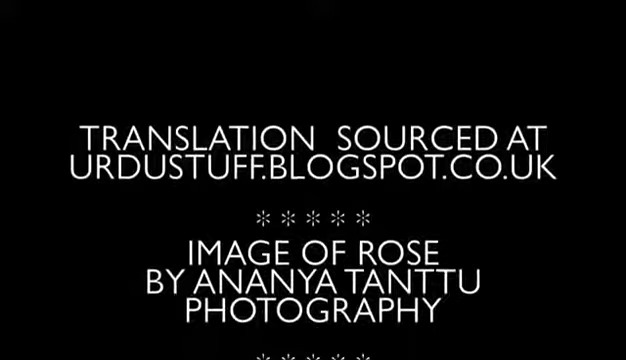 TRANSLATION SOURCED AT
URDUSTUFF.BLOGSPOT.CO.UK
* * * * *
IMAGE OF ROSE
BY ANANYA TANTTU
PHOTOGRAPHY
* * * * *